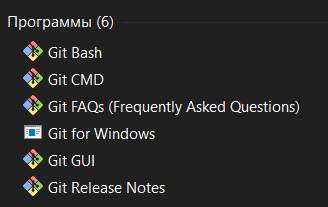 Программы (6)
Git Bash
Git CMD
Git FAQs (Frequently Asked Questions)
Git for Windows
Git GUI
Git Release Notes